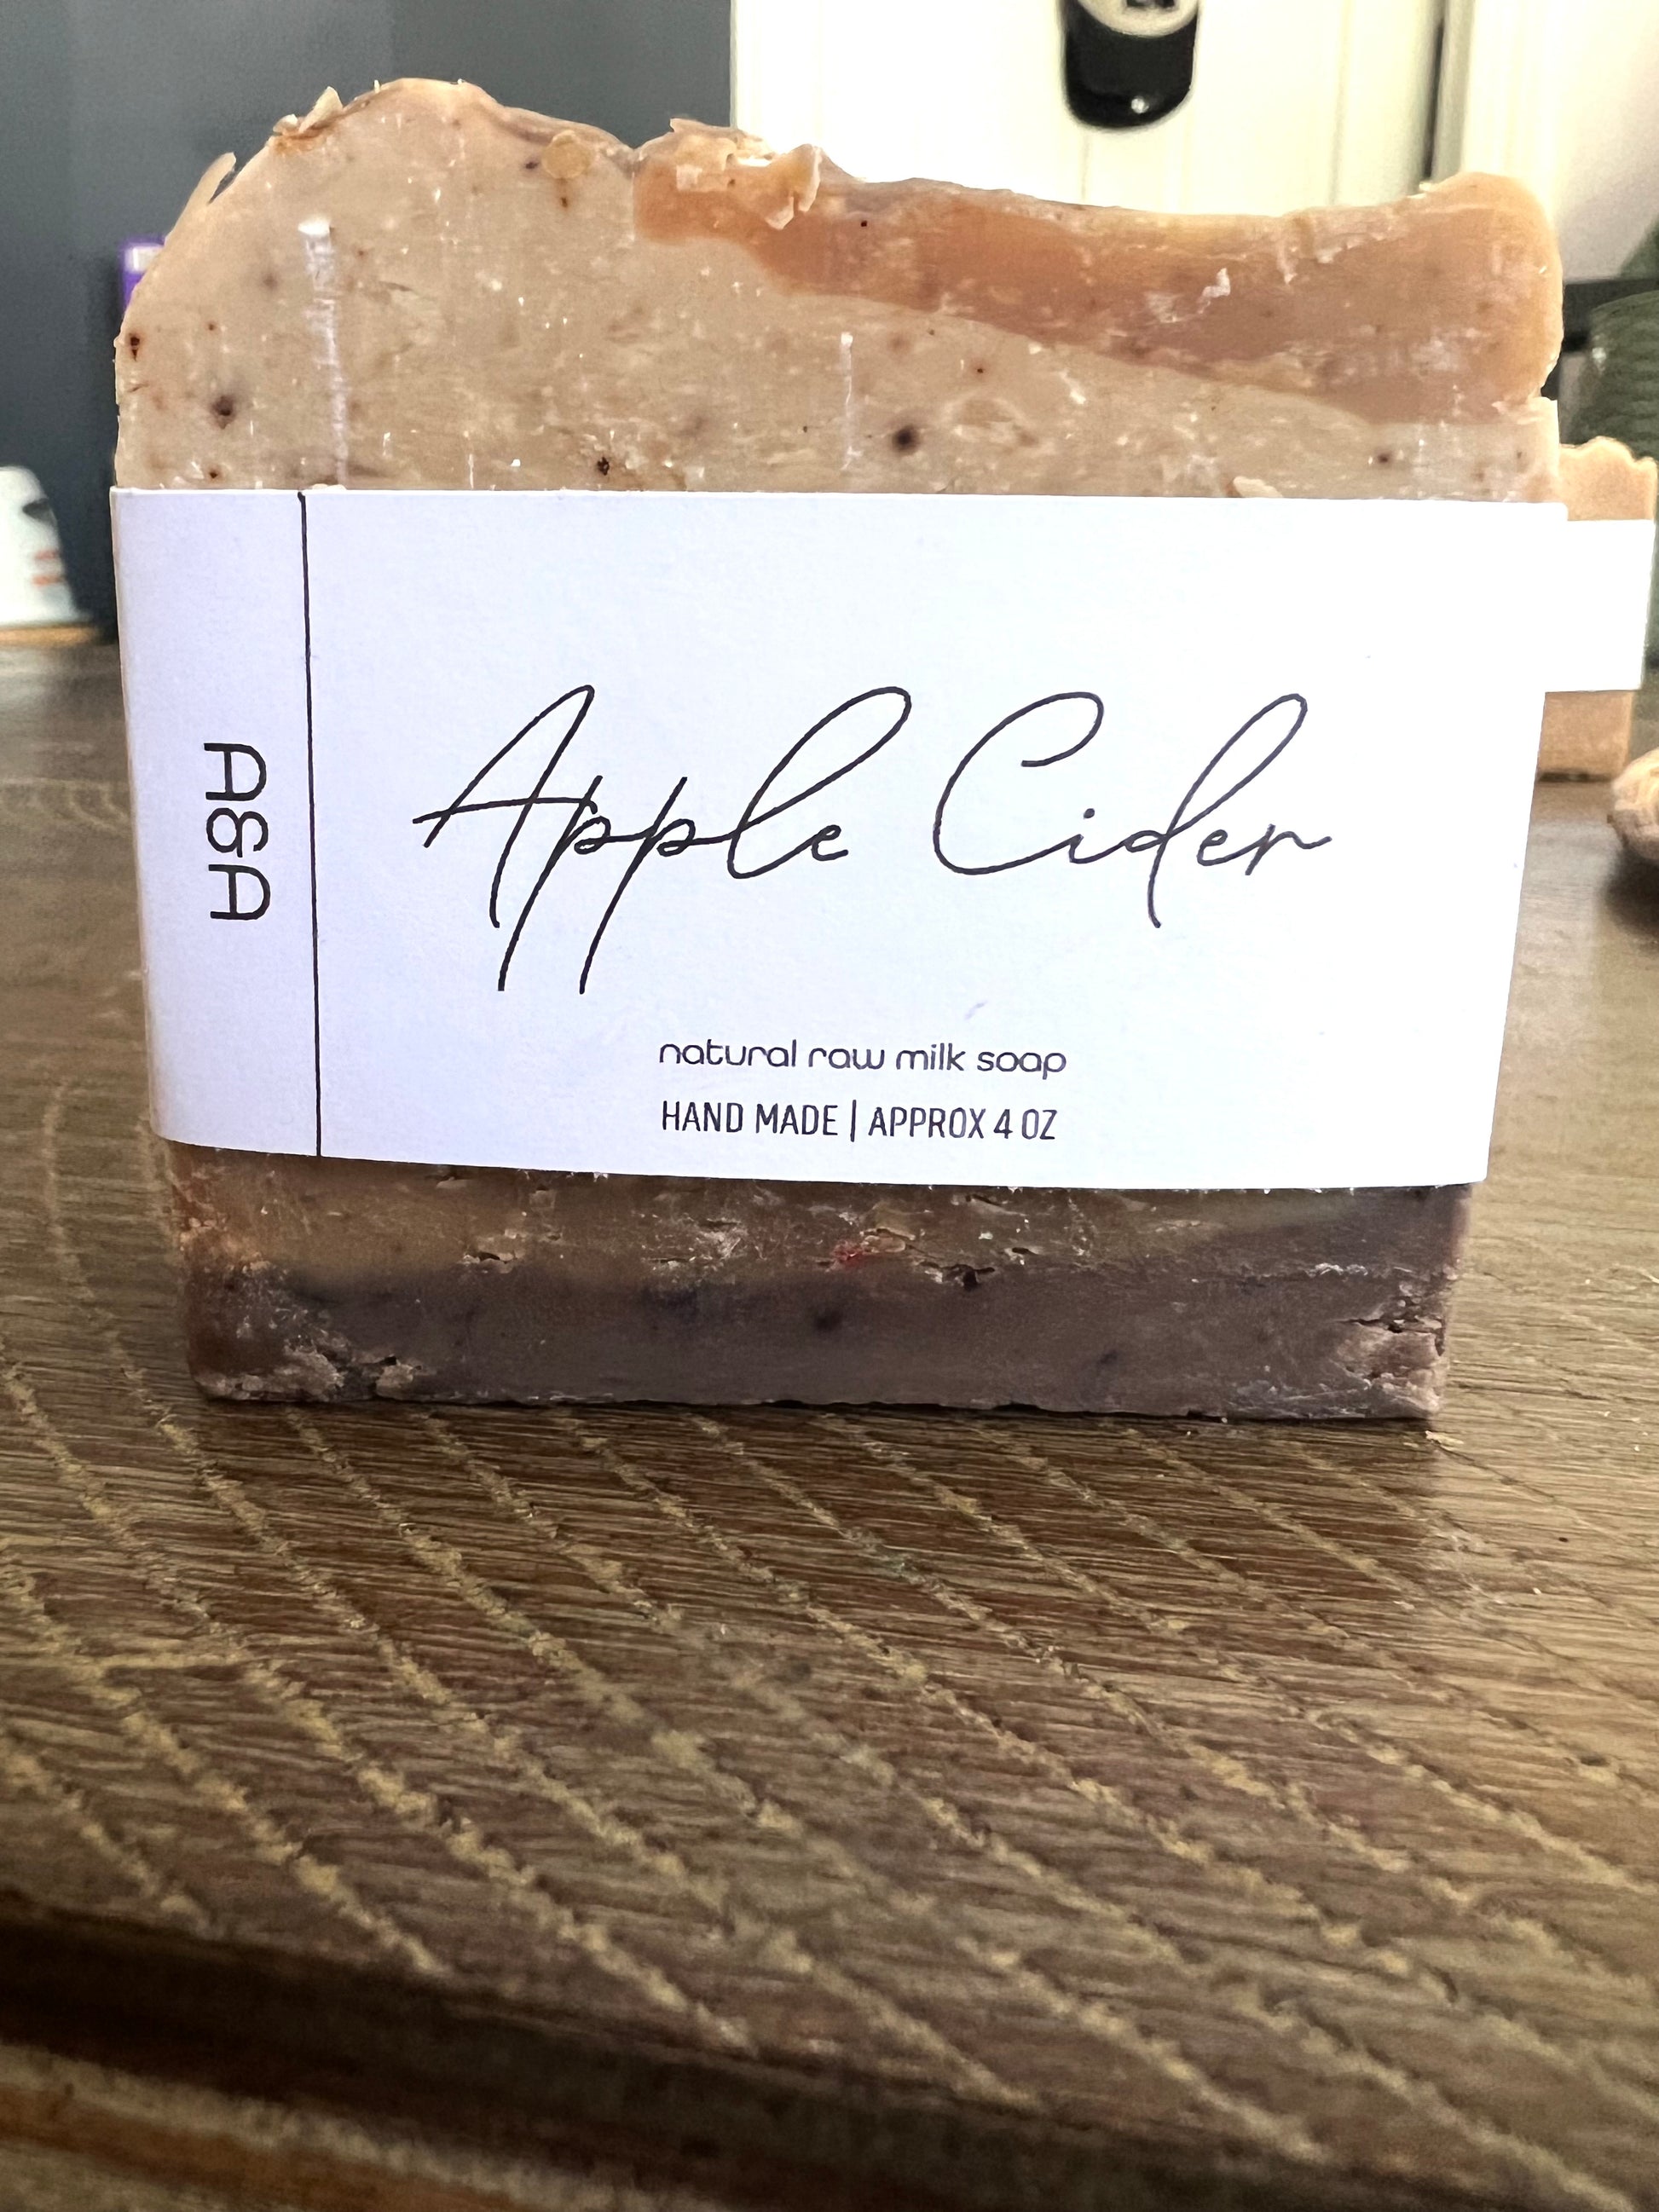 A&A
Apple Cider
natural raw milk soap
HAND MADE | APPROX 4 OZ